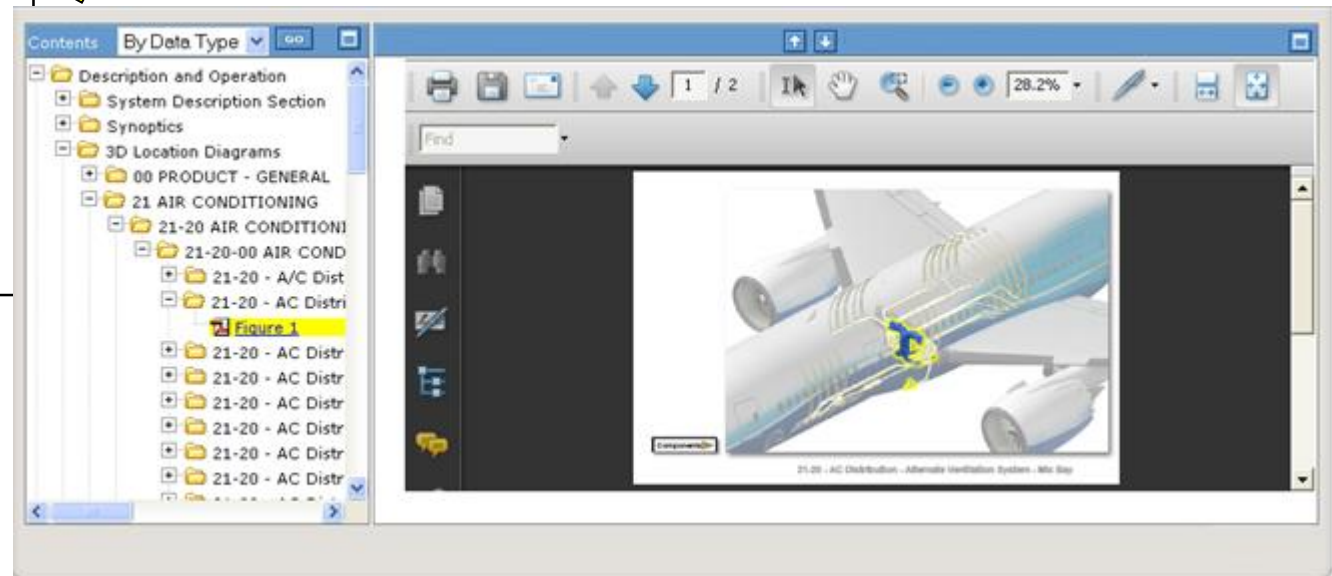 Contents By Data Type GO
Description and Operation
System Description Section
Synoptics
3D Location Diagrams
00 PRODUCT - GENERAL
21 AIR CONDITIONING
21-20 AIR CONDITIONI
21-20-00 AIR COND
21-20 - A/C Dist
21-20 - AC Distri
Figure 1
21-20 - AC Distr
21-20 - AC Distr
21-20 - AC Distr
21-20 - AC Distr
21-20 - AC Distr
21-20 - AC Distr
1 / 2 28.2%
Find
Components
21-20 - AC Distribution - Alternate Ventilation System - Mix Bay